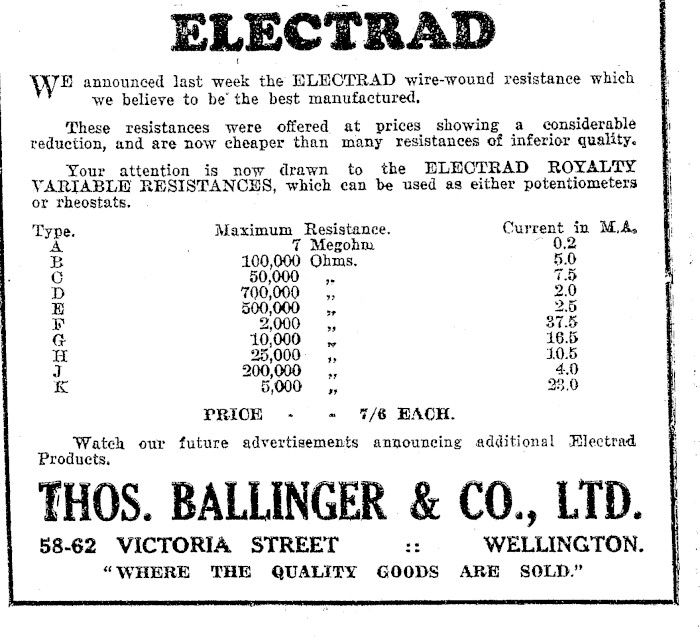 ELECTRAD
WE announced last week the ELECTRAD wire-wound resistance which
we believe to be the best manufactured.
These resistances were offered at prices showing a considerable
reduction, and are now cheaper than many resistances of inferior quality.
Your attention is now drawn to the ELECTRAD ROYALTY
VARIABLE RESISTANCES, which can be used as either potentiometers
or rheostats.
Type. Maximum Resistance. Current in M.A.
A 7 Megohm 0.2
B 100,000 Ohms. 5.0
C 50,000 „ 7.5
D 700,000 „ 2.0
E 500,000 „ 2.5
F 2,000 „ 37.5
G 10,000 „ 16.5
H 25,000 „ 10.5
J 200,000 „ 4.0
K 5,000 „ 23.0
PRICE - - 7/6 EACH.
Watch our future advertisements announcing additional Electrad
Products.
THOS. BALLINGER & CO., LTD.
58-62 VICTORIA STREET :: WELLINGTON.
"WHERE THE QUALITY GOODS ARE SOLD."